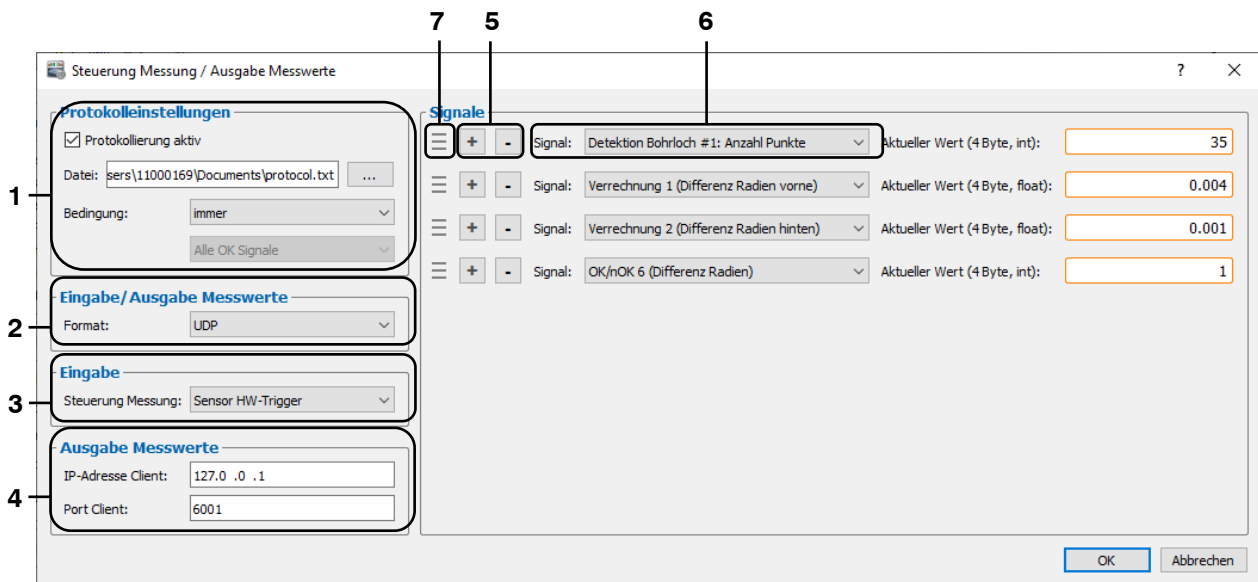 7 5 6
Steuerung Messung / Ausgabe Messwerte ?
Protokolleinstellungen
Protokollierung aktiv
Datei: sers\11000169\Documents\protocol.txt ...
1
Bedingung: immer
Alle OK Signale
Eingabe/Ausgabe Messwerte
2
Format: UDP
Eingabe
3
Steuerung Messung: Sensor HW-Trigger
Ausgabe Messwerte
IP-Adresse Client: 127.0 .0 .1
4
Port Client: 6001
Signale
+ - Signal: Detektion Bohrloch #1: Anzahl Punkte Aktueller Wert (4 Byte, int): 35
+ - Signal: Verrechnung 1 (Differenz Radien vorne) Aktueller Wert (4 Byte, float): 0.004
+ - Signal: Verrechnung 2 (Differenz Radien hinten) Aktueller Wert (4 Byte, float): 0.001
+ - Signal: OK/nOK 6 (Differenz Radien) Aktueller Wert (4 Byte, int): 1
OK Abbrechen